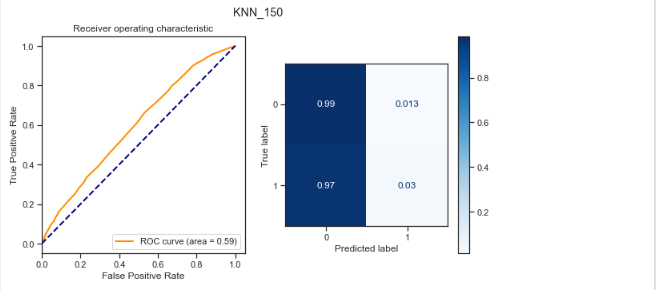 KNN_150
Receiver operating characteristic
1.0
0.8
0.6
0.4
0.2
0.0
True Positive Rate
0.0 0.2 0.4 0.6 0.8 1.0
False Positive Rate
ROC curve (area = 0.59)
True label
0
1
0.99 0.013
0.97 0.03
0 1
Predicted label
0.8
0.6
0.4
0.2